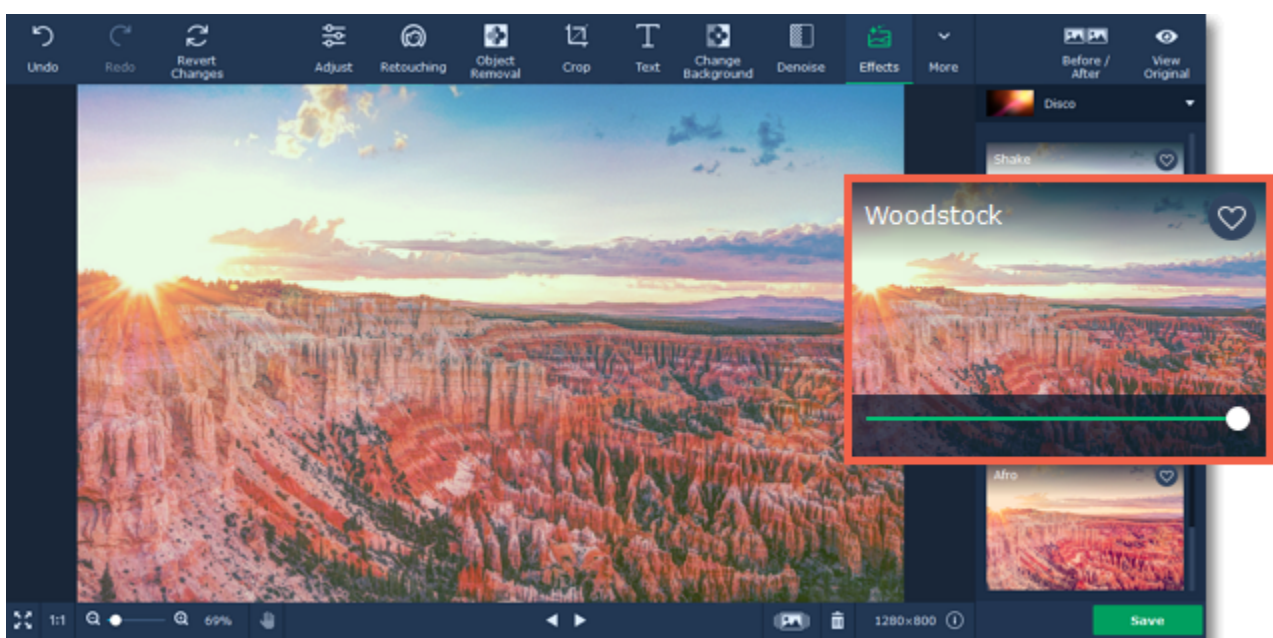 Undo
Redo
Revert
Changes
Adjust
Retouching
Object
Removal
Crop
Text
Change
Background
Denoise
Effects
More
Before /
After
View
Original
Disco
Shake
Woodstock
Afro
1:1
69%
1280×800
Save